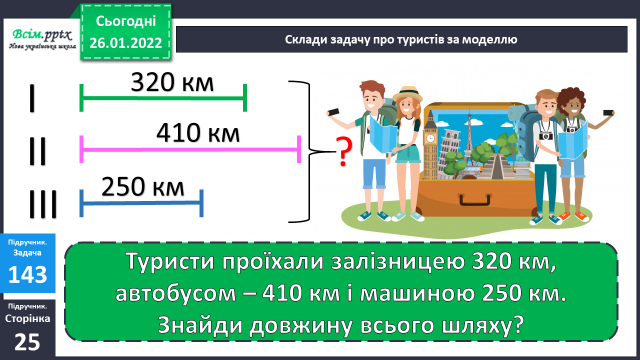 Всім.pptx
Нова українська школа
Сьогодні
26.01.2022
Склади задачу про туристів за моделлю
I
320 км
II
410 км
III
250 км
?
Підручник.
Задача
143
Підручник.
Сторінка
25
Туристи проїхали залізницею 320 км,
автобусом – 410 км і машиною 250 км.
Знайди довжину всього шляху?